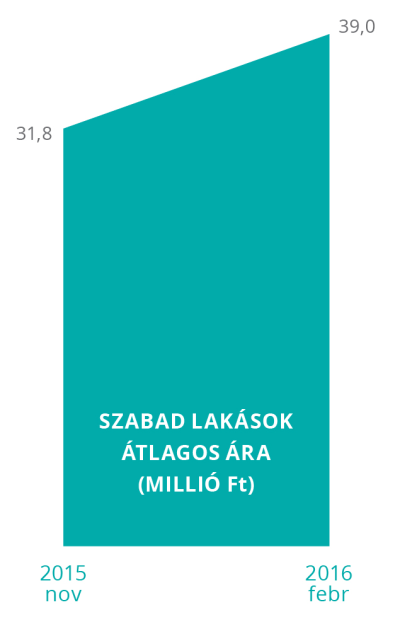 39,0
31,8
SZABAD LAKÁSOK
ÁTLAGOS ÁRA
(MILLIÓ Ft)
2015 2016
nov febr